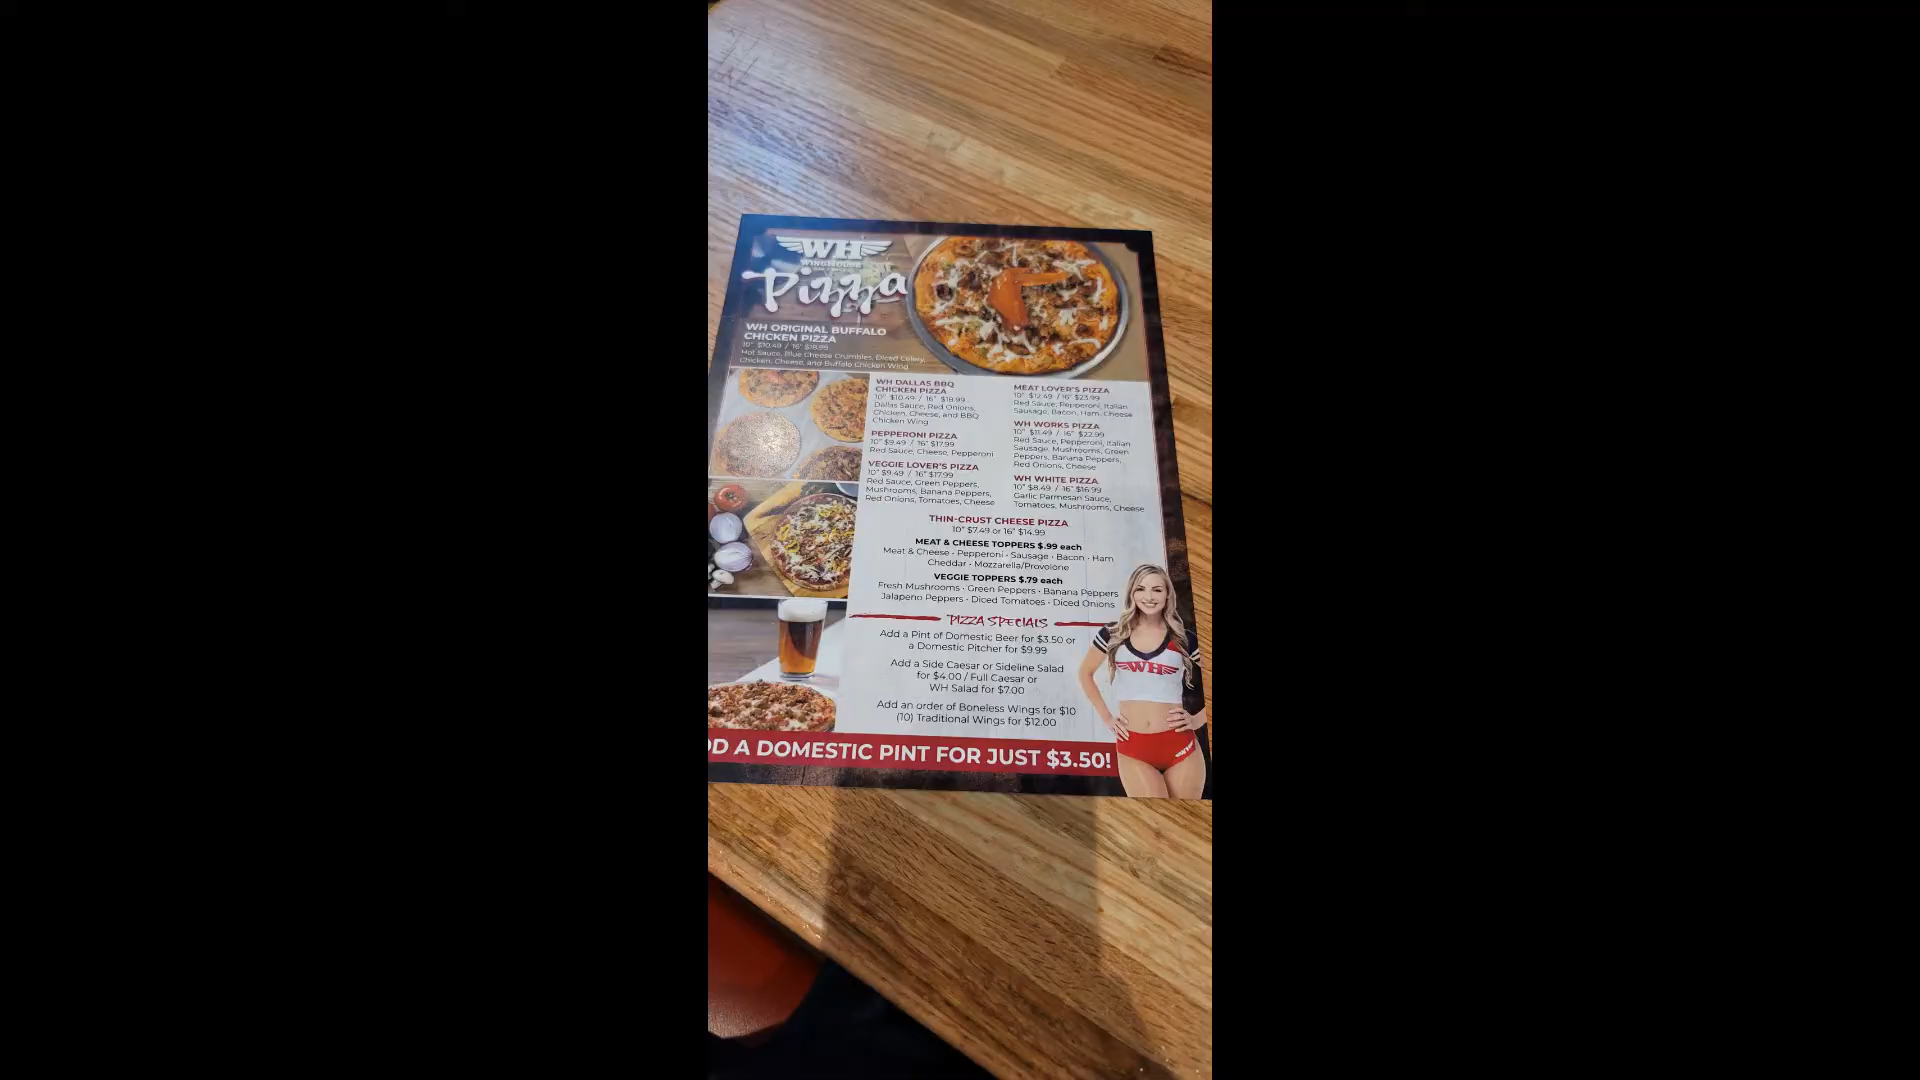 WH
WINGHOUSE
Pizza
WH ORIGINAL BUFFALO
CHICKEN PIZZA
10" $10.49 / 16" $18.99
Hot Sauce, Blue Cheese Crumbles, Diced Celery,
Chicken, Cheese, and Buffalo Chicken Wing
WH DALLAS BBQ
CHICKEN PIZZA
10" $10.49 / 16" $18.99
Dallas Sauce, Red Onions,
Chicken, Cheese, and BBQ
Chicken Wing
PEPPERONI PIZZA
10" $9.49 / 16" $17.99
Red Sauce, Cheese, Pepperoni
VEGGIE LOVER'S PIZZA
10" $9.49 / 16" $17.99
Red Sauce, Green Peppers,
Mushrooms, Banana Peppers,
Red Onions, Tomatoes, Cheese
MEAT LOVER'S PIZZA
10" $12.49 / 16" $23.99
Red Sauce, Pepperoni, Italian
Sausage, Bacon, Ham, Cheese
WH WORKS PIZZA
10" $11.49 / 16" $22.99
Red Sauce, Pepperoni, Italian
Sausage, Mushrooms, Green
Peppers, Banana Peppers,
Red Onions, Cheese
WH WHITE PIZZA
10" $8.49 / 16" $16.99
Garlic Parmesan Sauce,
Tomatoes, Mushrooms, Cheese
THIN-CRUST CHEESE PIZZA
10" $7.49 or 16" $14.99
MEAT & CHEESE TOPPERS $.99 each
Meat & Cheese • Pepperoni • Sausage • Bacon • Ham
Cheddar • Mozzarella/Provolone
VEGGIE TOPPERS $.79 each
Fresh Mushrooms • Green Peppers • Banana Peppers
Jalapeno Peppers • Diced Tomatoes • Diced Onions
PIZZA SPECIALS
Add a Pint of Domestic Beer for $3.50 or
a Domestic Pitcher for $9.99
Add a Side Caesar or Sideline Salad
for $4.00 / Full Caesar or
WH Salad for $7.00
Add an order of Boneless Wings for $10
(10) Traditional Wings for $12.00
WH
DD A DOMESTIC PINT FOR JUST $3.50!